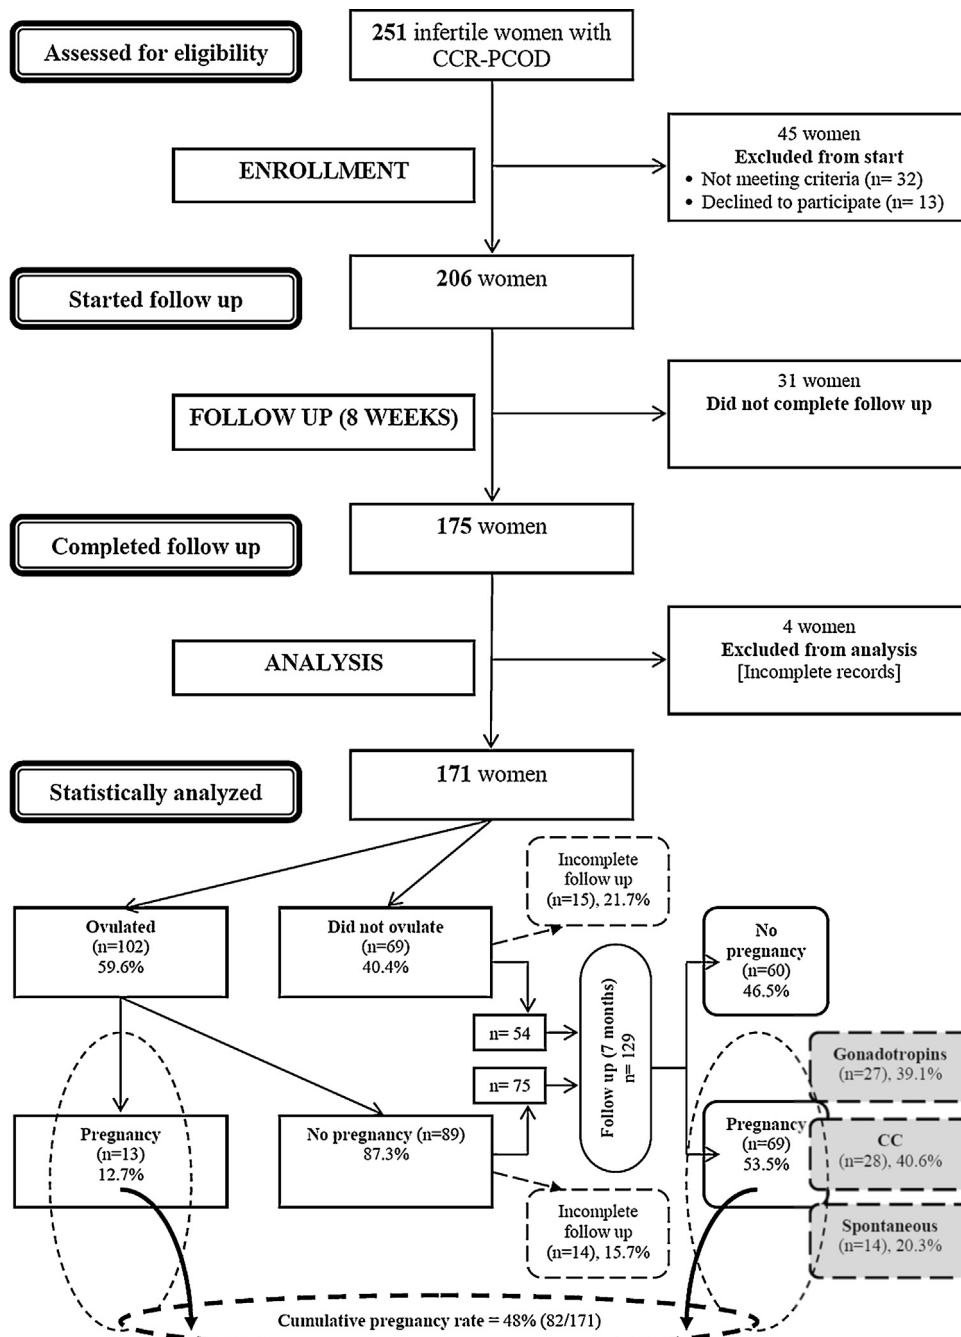 251 infertile women with
CCR-PCOD
Assessed for eligibility
45 women
Excluded from start
• Not meeting criteria (n= 32)
• Declined to participate (n= 13)
ENROLLMENT
206 women
Started follow up
31 women
Did not complete follow up
FOLLOW UP (8 WEEKS)
175 women
Completed follow up
4 women
Excluded from analysis
[Incomplete records]
ANALYSIS
171 women
Statistically analyzed
Incomplete
follow up
(n=15), 21.7%
Ovulated
(n=102)
59.6%
Did not ovulate
(n=69)
40.4%
No
pregnancy
(n=60)
46.5%
n= 54
n= 75
Follow up (7 months)
n= 129
Gonadotropins
(n=27), 39.1%
Pregnancy
(n=13)
12.7%
No pregnancy (n=89)
87.3%
Pregnancy
(n=69)
53.5%
CC
(n=28), 40.6%
Incomplete
follow up
(n=14), 15.7%
Spontaneous
(n=14), 20.3%
Cumulative pregnancy rate = 48% (82/171)